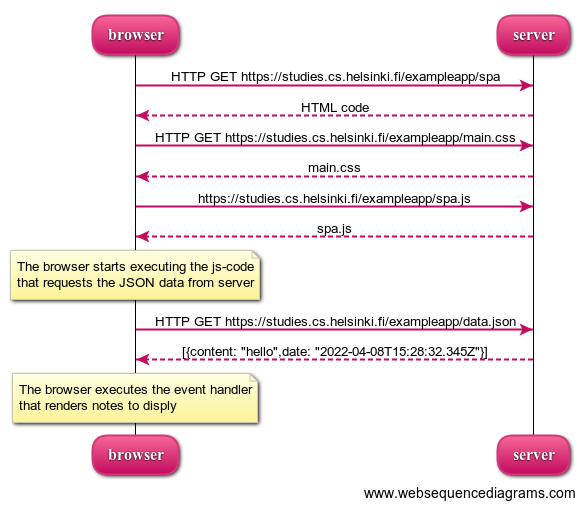 browser
server
HTTP GET https://studies.cs.helsinki.fi/exampleapp/spa
HTML code
HTTP GET https://studies.cs.helsinki.fi/exampleapp/main.css
main.css
https://studies.cs.helsinki.fi/exampleapp/spa.js
spa.js
The browser starts executing the js-code
that requests the JSON data from server
HTTP GET https://studies.cs.helsinki.fi/exampleapp/data.json
[{content: "hello",date: "2022-04-08T15:28:32.345Z"}]
The browser executes the event handler
that renders notes to disply
browser
server
www.websequencediagrams.com